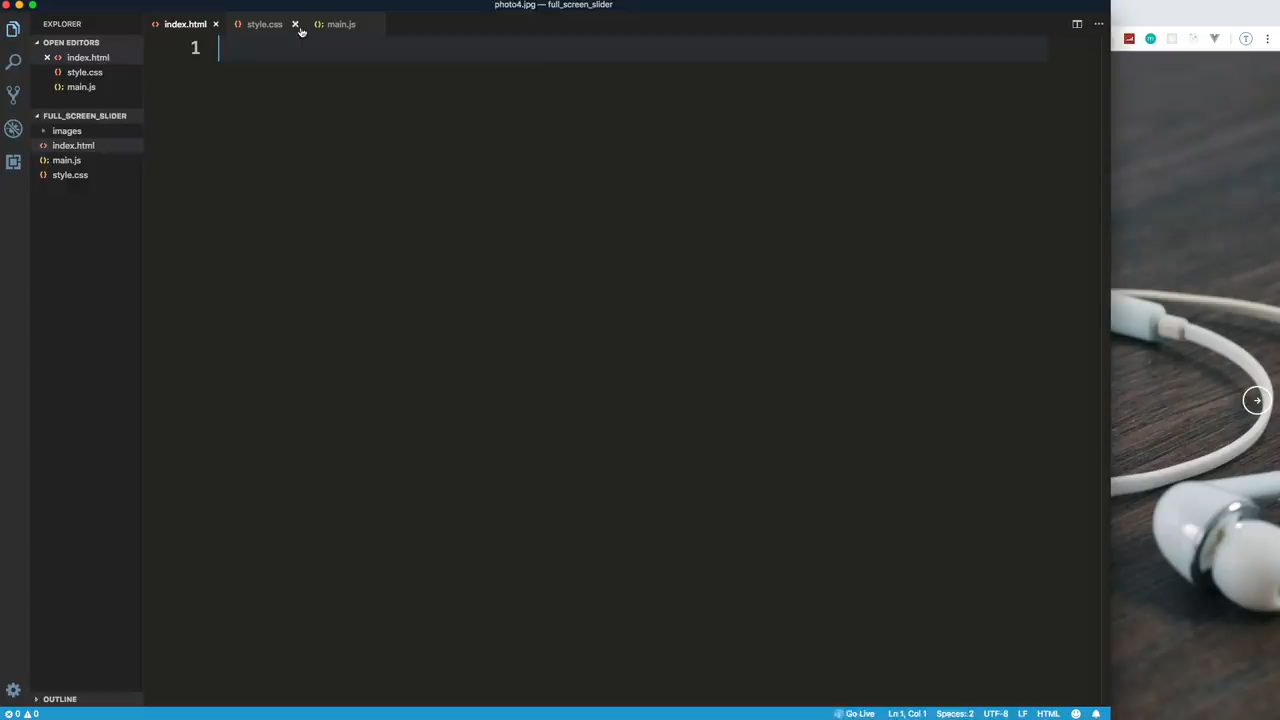 photo4.jpg — full_screen_slider
EXPLORER
index.html
style.css
main.js
OPEN EDITORS
index.html
style.css
main.js
FULL_SCREEN_SLIDER
images
index.html
main.js
style.css
1
OUTLINE
0 0
Go Live
Ln 1, Col 1
Spaces: 2
UTF-8
LF
HTML